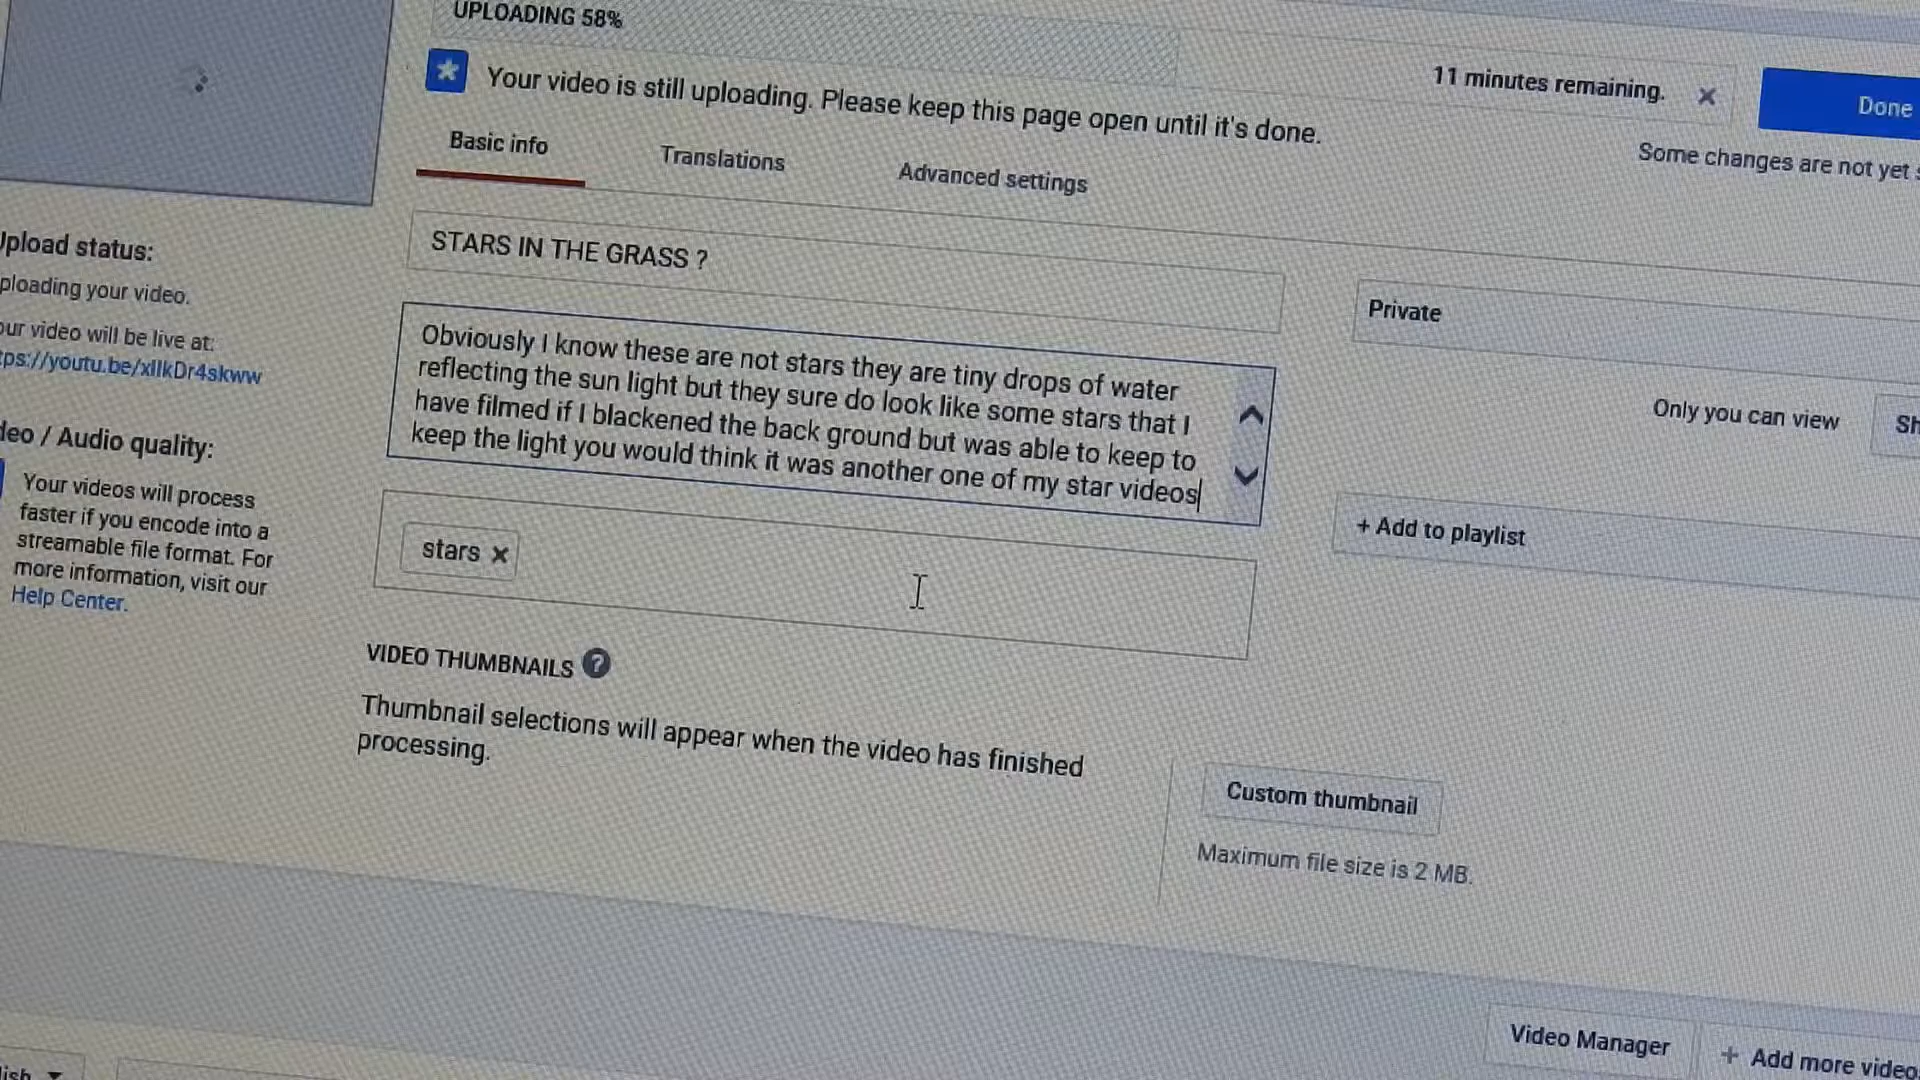 UPLOADING 58%
11 minutes remaining.
Done
Your video is still uploading. Please keep this page open until it's done.
Some changes are not yet
Basic info
Translations
Advanced settings
Upload status:
STARS IN THE GRASS ?
Private
Obviously I know these are not stars they are tiny drops of water
reflecting the sun light but they sure do look like some stars that I
have filmed if I blackened the back ground but was able to keep to
keep the light you would think it was another one of my star videos
ploading your video.
our video will be live at:
tps://youtu.be/xIlkDr4skww
Only you can view
Sh
deo / Audio quality:
Your videos will process
faster if you encode into a
streamable file format. For
more information, visit our
Help Center.
+ Add to playlist
stars
VIDEO THUMBNAILS ?
Thumbnail selections will appear when the video has finished
processing.
Custom thumbnail
Maximum file size is 2 MB.
Video Manager
+ Add more video
lish